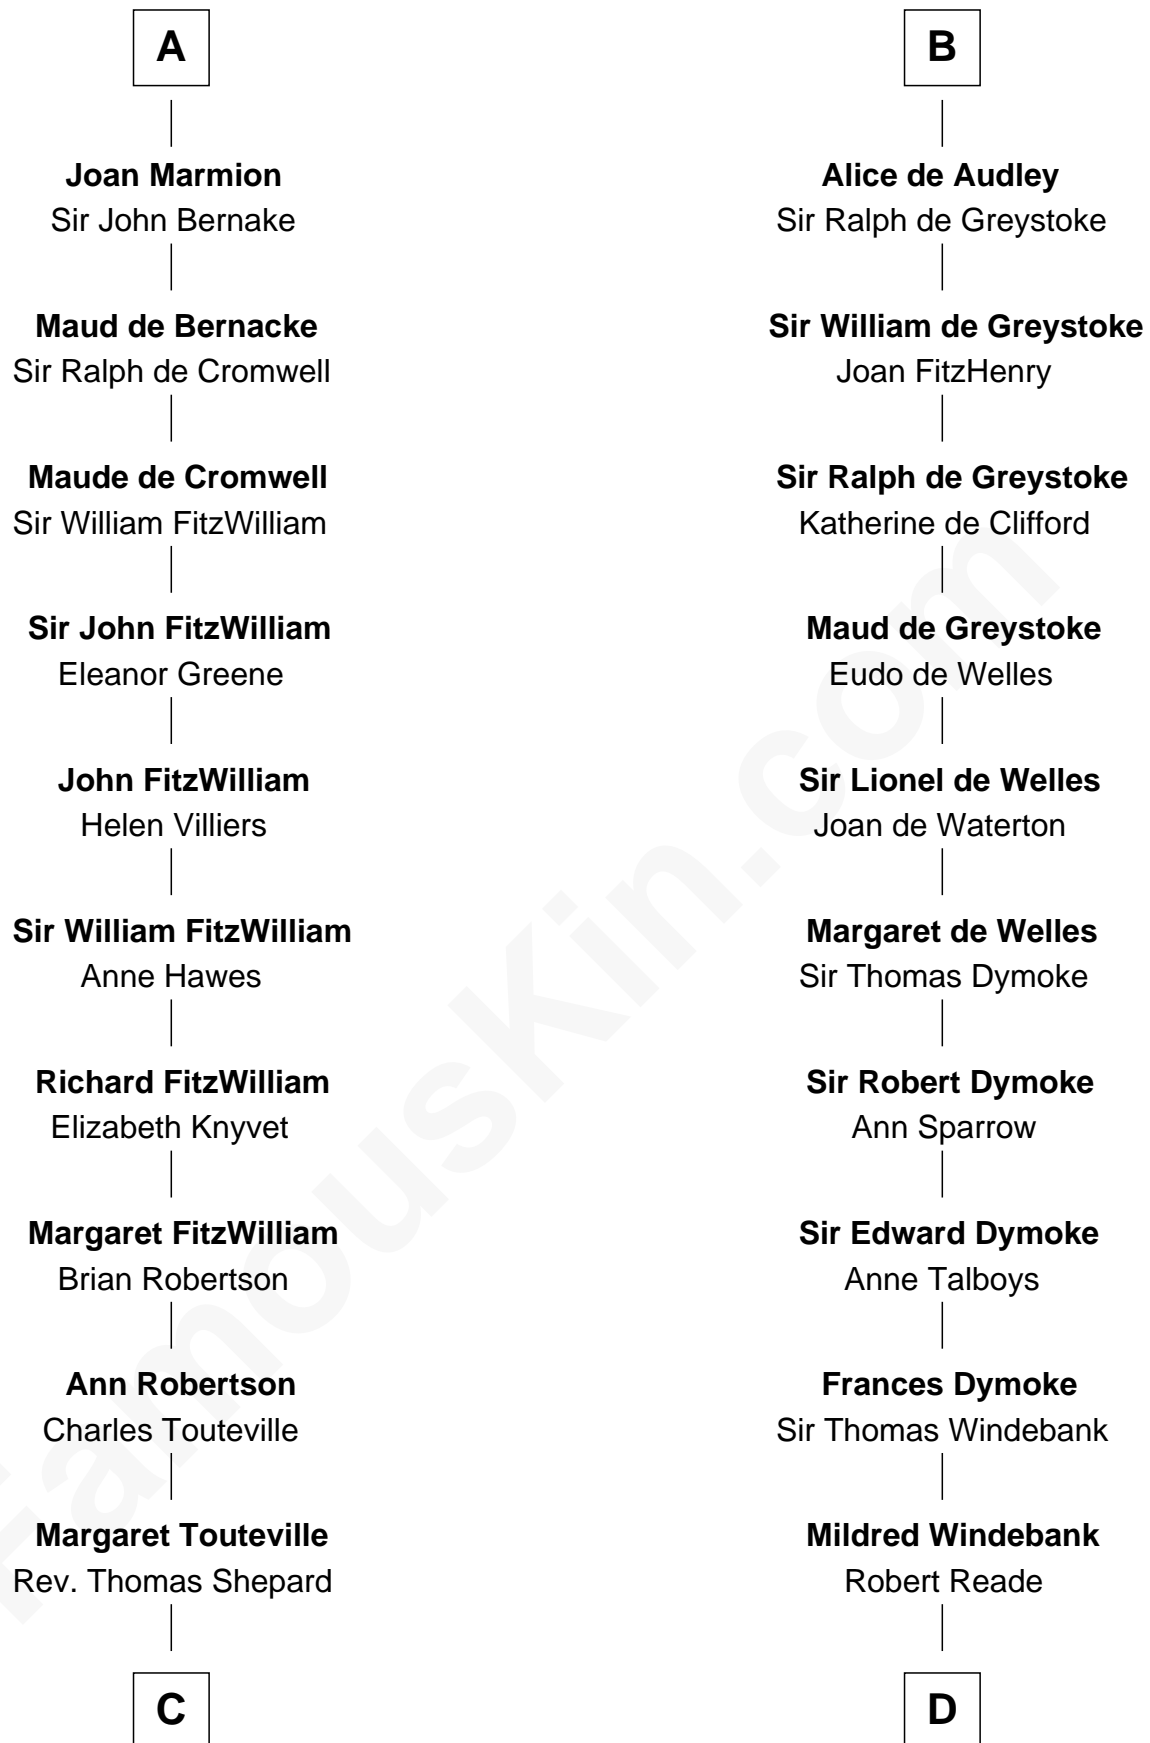 A
Joan Marmion
Sir John Bernake
Maud de Bernacke
Sir Ralph de Cromwell
Maude de Cromwell
Sir William FitzWilliam
Sir John FitzWilliam
Eleanor Greene
John FitzWilliam
Helen Villiers
Sir William FitzWilliam
Anne Hawes
Richard FitzWilliam
Elizabeth Knyvet
Margaret FitzWilliam
Brian Robertson
Ann Robertson
Charles Touteville
Margaret Touteville
Rev. Thomas Shepard
C
B
Alice de Audley
Sir Ralph de Greystoke
Sir William de Greystoke
Joan FitzHenry
Sir Ralph de Greystoke
Katherine de Clifford
Maud de Greystoke
Eudo de Welles
Sir Lionel de Welles
Joan de Waterton
Margaret de Welles
Sir Thomas Dymoke
Sir Robert Dymoke
Ann Sparrow
Sir Edward Dymoke
Anne Talboys
Frances Dymoke
Sir Thomas Windebank
Mildred Windebank
Robert Reade
D
FamousKin.com